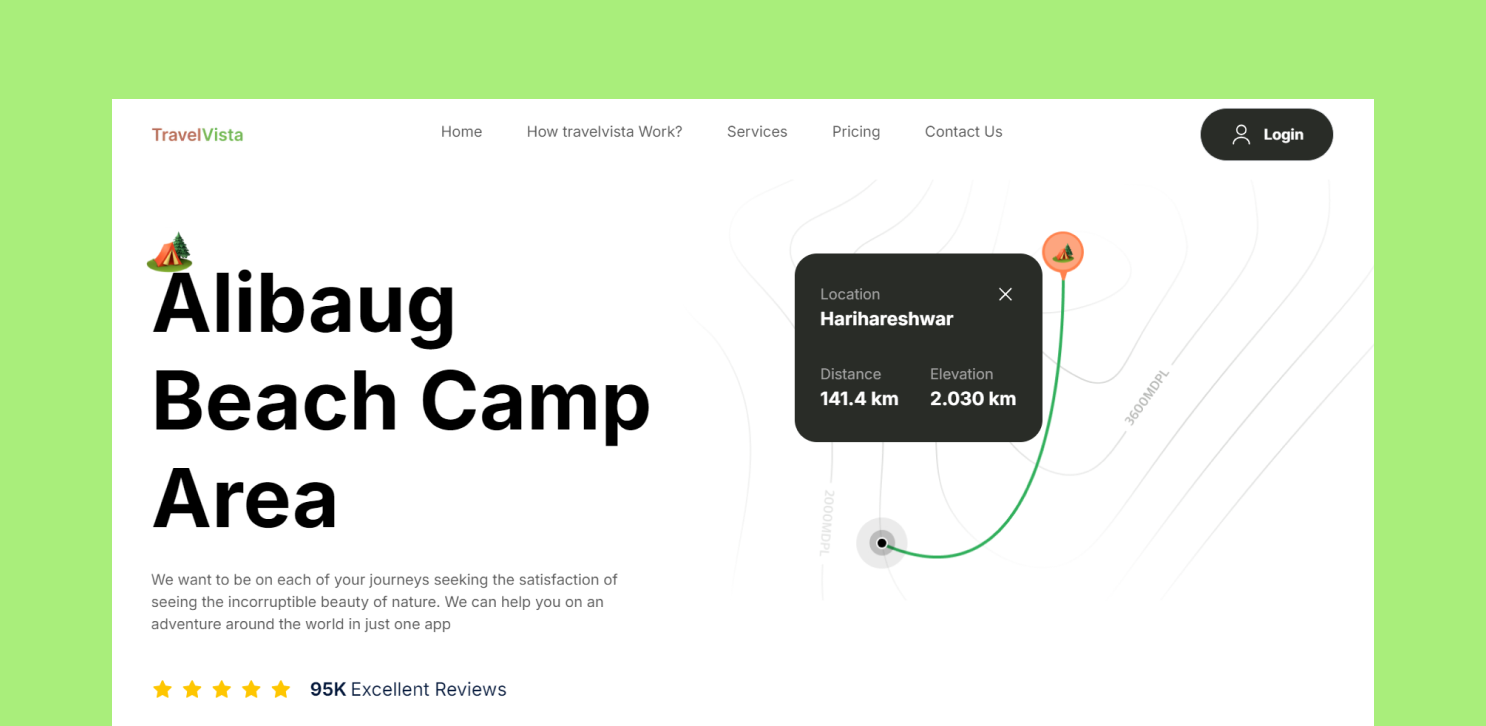 TravelVista
Home How travelvista Work? Services Pricing Contact Us
Login
Alibaug
Beach Camp
Area
We want to be on each of your journeys seeking the satisfaction of
seeing the incorruptible beauty of nature. We can help you on an
adventure around the world in just one app
95K Excellent Reviews
Location
Harihareshwar
Distance Elevation
141.4 km 2.030 km
3600MDPL
2000MDPL